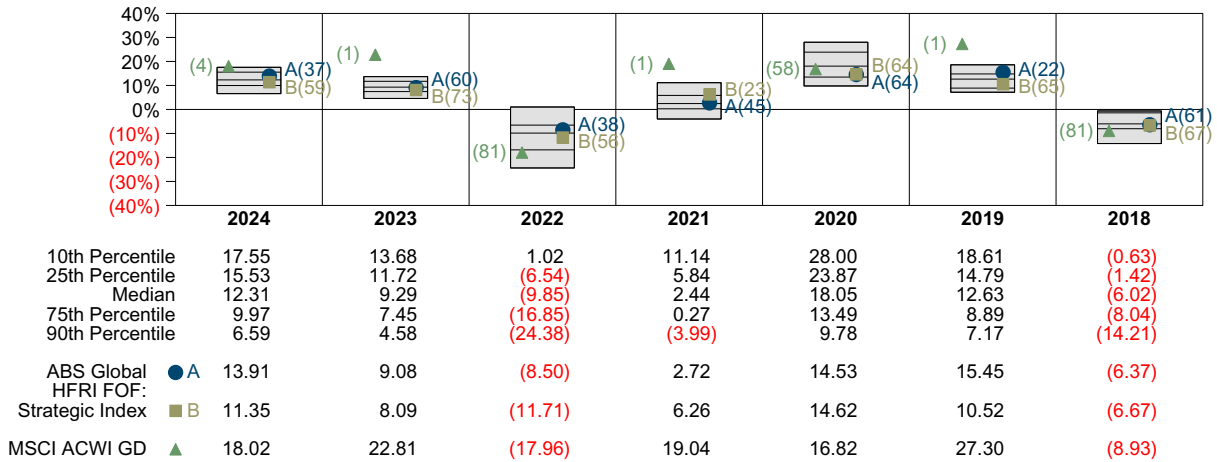 40%
30%
20%
10%
0%
(10%)
(20%)
(30%)
(40%)
(4) A(37)
B(59)
(1) A(60)
B(73)
(81) A(38)
B(56)
(1) B(23)
A(45)
(58) B(64)
A(64)
(1) A(22)
B(65)
(81) A(61)
B(67)
2024 2023 2022 2021 2020 2019 2018
10th Percentile 17.55 13.68 1.02 11.14 28.00 18.61 (0.63)
25th Percentile 15.53 11.72 (6.54) 5.84 23.87 14.79 (1.42)
Median 12.31 9.29 (9.85) 2.44 18.05 12.63 (6.02)
75th Percentile 9.97 7.45 (16.85) 0.27 13.49 8.89 (8.04)
90th Percentile 6.59 4.58 (24.38) (3.99) 9.78 7.17 (14.21)
ABS Global A 13.91 9.08 (8.50) 2.72 14.53 15.45 (6.37)
HFRI FOF:
Strategic Index B 11.35 8.09 (11.71) 6.26 14.62 10.52 (6.67)
MSCI ACWI GD 18.02 22.81 (17.96) 19.04 16.82 27.30 (8.93)